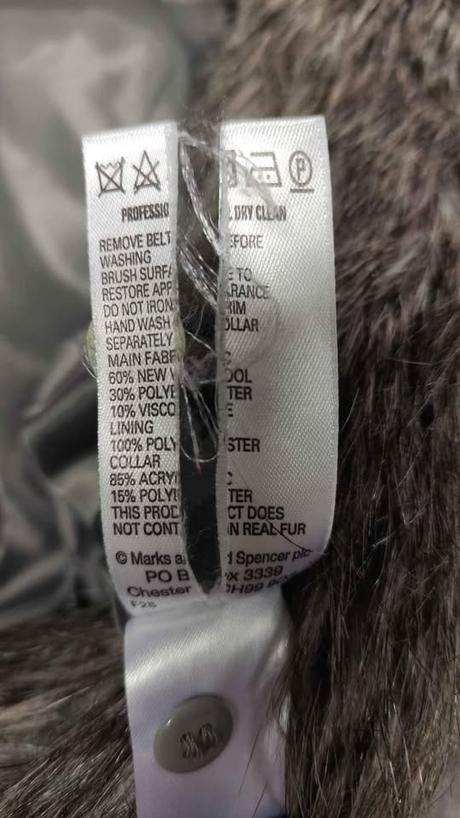 P
PROFESSIO L DRY CLEAN
REMOVE BELT EFORE
WASHING
BRUSH SURFA E TO
RESTORE APP ARANCE
DO NOT IRON RIM
HAND WASH OLLAR
SEPARATELY
MAIN FABR C
60% NEW W OOL
30% POLYE TER
10% VISCO E
LINING
100% POLY STER
COLLAR
85% ACRY C
15% POLY TER
THIS PROD CT DOES
NOT CONT N REAL FUR
© Marks a d Spencer plc
PO B x 3339
Chester CH99